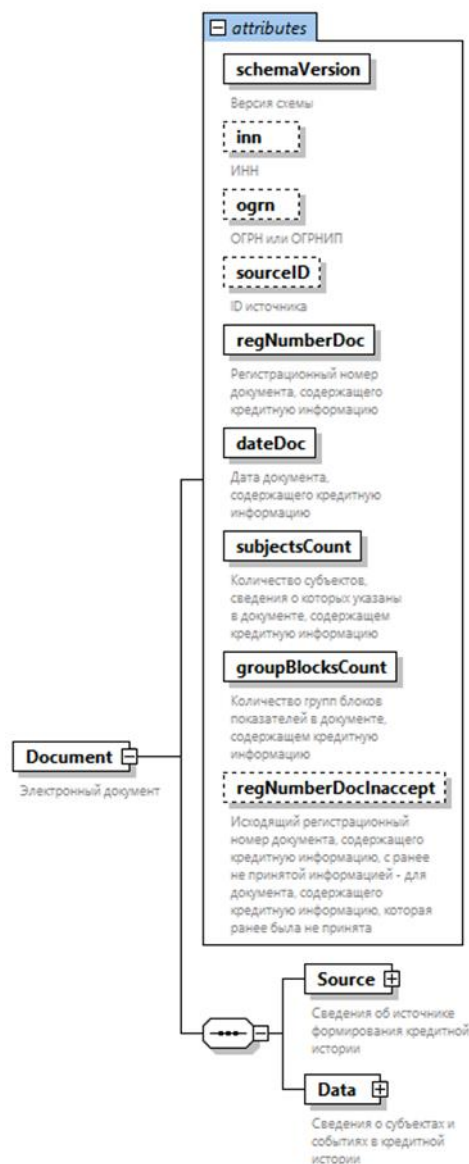 attributes
schemaVersion
Версия схемы
inn
ИНН
ogrn
ОГРН или ОГРНИП
sourceID
ID источника
regNumberDoc
Регистрационный номер
документа, содержащего
кредитную информацию
dateDoc
Дата документа,
содержащего кредитную
информацию
subjectsCount
Количество субъектов,
сведения о которых указаны
в документе, содержащем
кредитную информацию
groupBlocksCount
Количество групп блоков
показателей в документе,
содержащем кредитную
информацию
Document
Электронный документ
regNumberDocInaccept
Исходящий регистрационный
номер документа, содержащего
кредитную информацию, с ранее
не принятой информацией - для
документа, содержащего
кредитную информацию, которая
ранее была не принята
Source
Сведения об источнике
формирования кредитной
истории
Data
Сведения о субъектах и
событиях в кредитной
истории